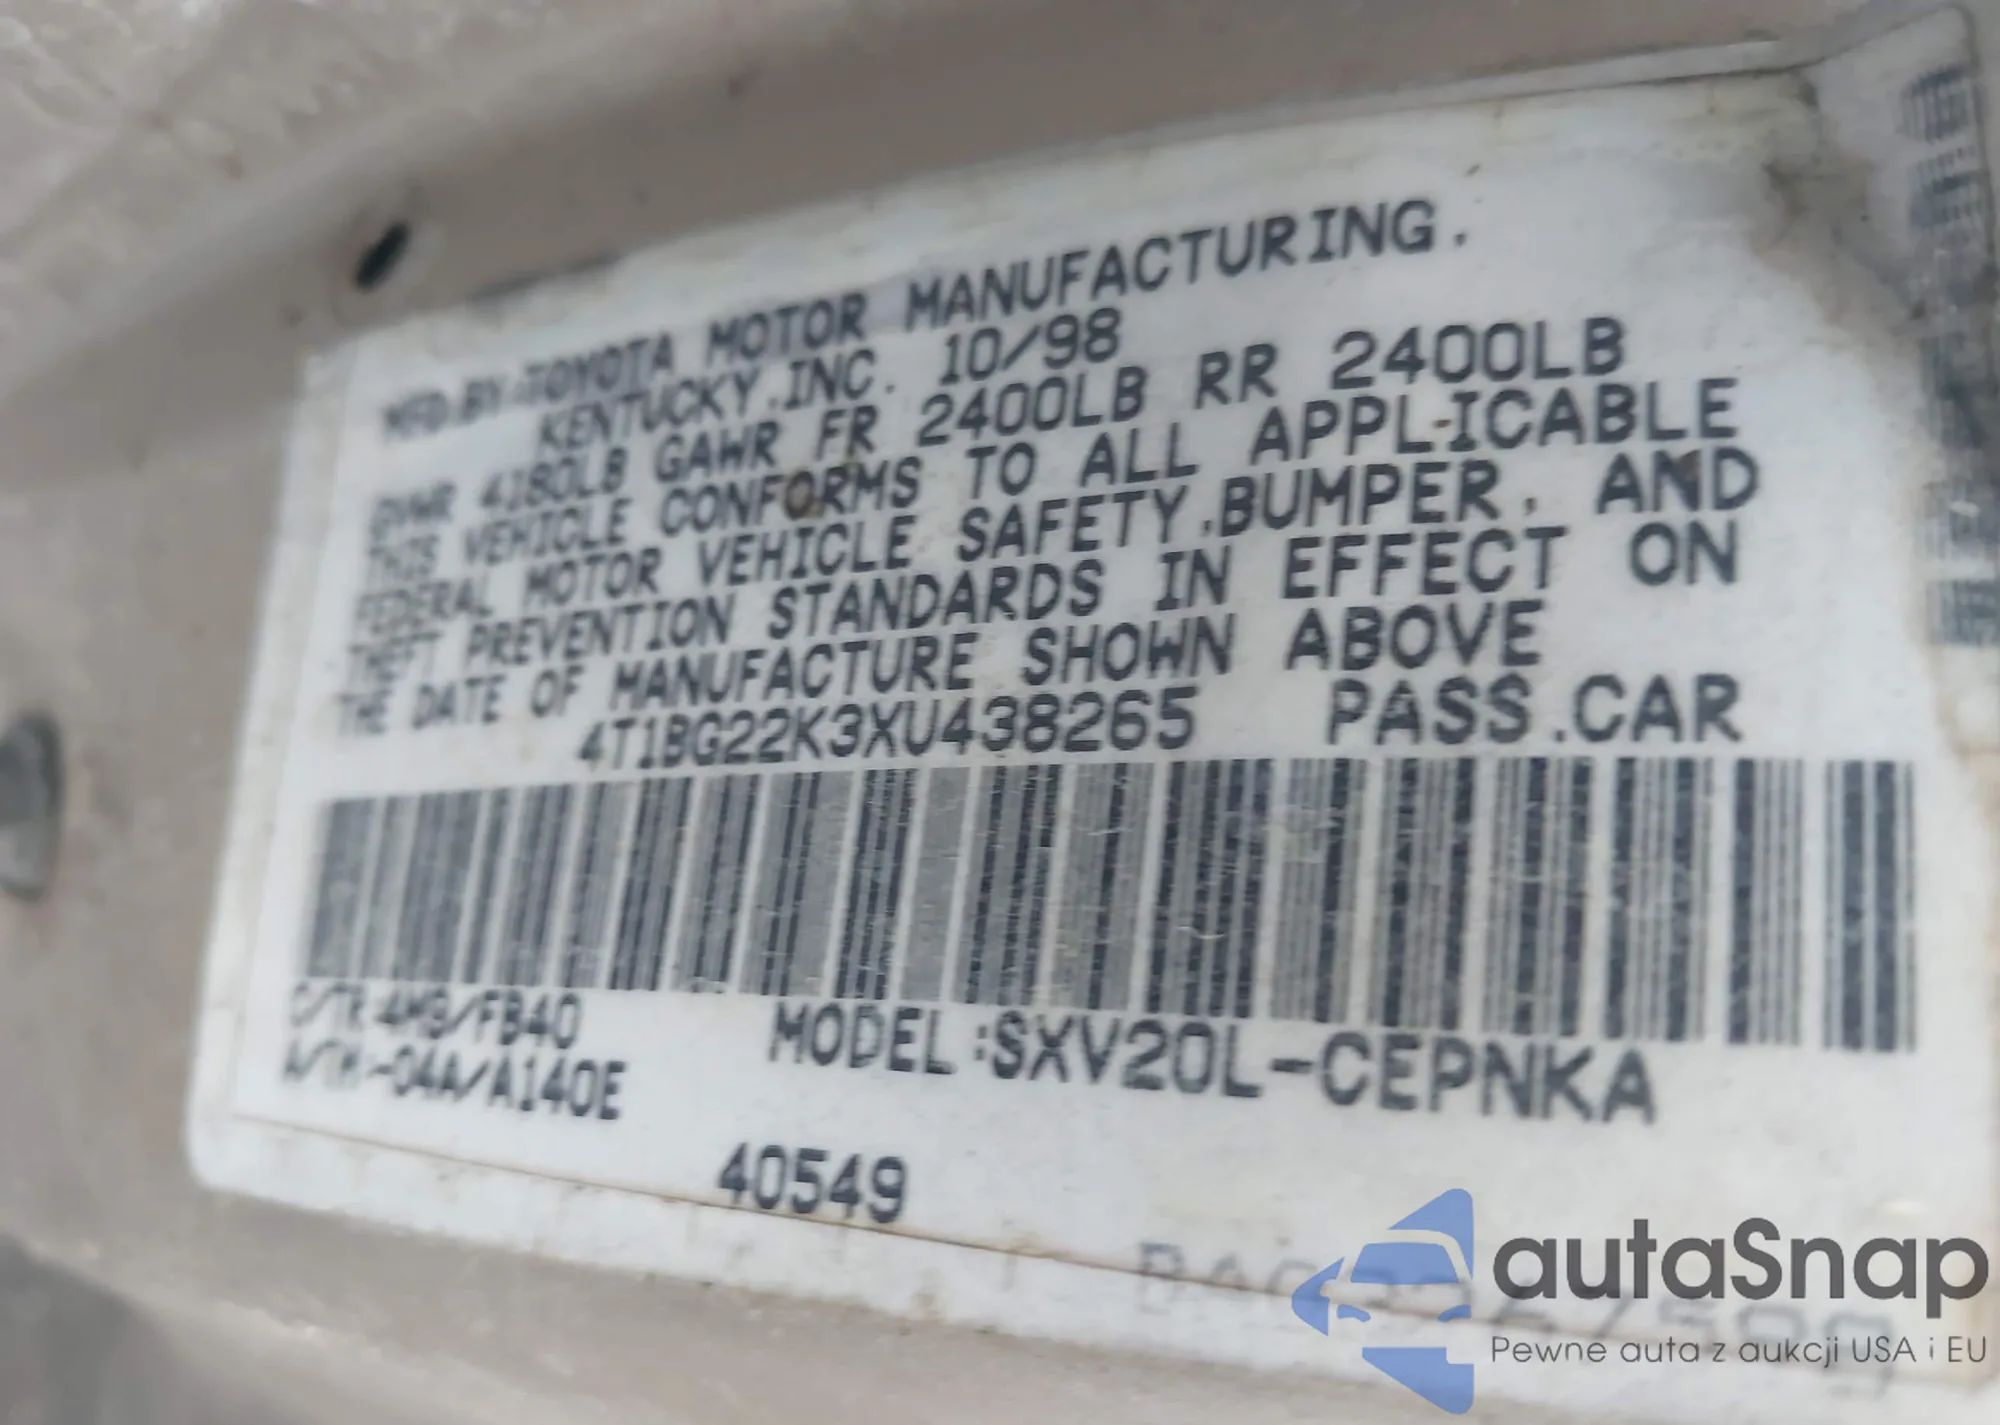 MFD.BY:TOYOTA MOTOR MANUFACTURING.
KENTUCKY,INC. 10/98
GVWR 4180LB GAWR FR 2400LB RR 2400LB
THIS VEHICLE CONFORMS TO ALL APPLICABLE
FEDERAL MOTOR VEHICLE SAFETY,BUMPER, AND
THEFT PREVENTION STANDARDS IN EFFECT ON
THE DATE OF MANUFACTURE SHOWN ABOVE
4T1BG22K3XU438265 PASS.CAR
C/TR:4M9/FB40
A/TM:-04A/A140E
MODEL:SXV20L-CEPNKA
40549
autaSnap
Pewne auta z aukcji USA i EU